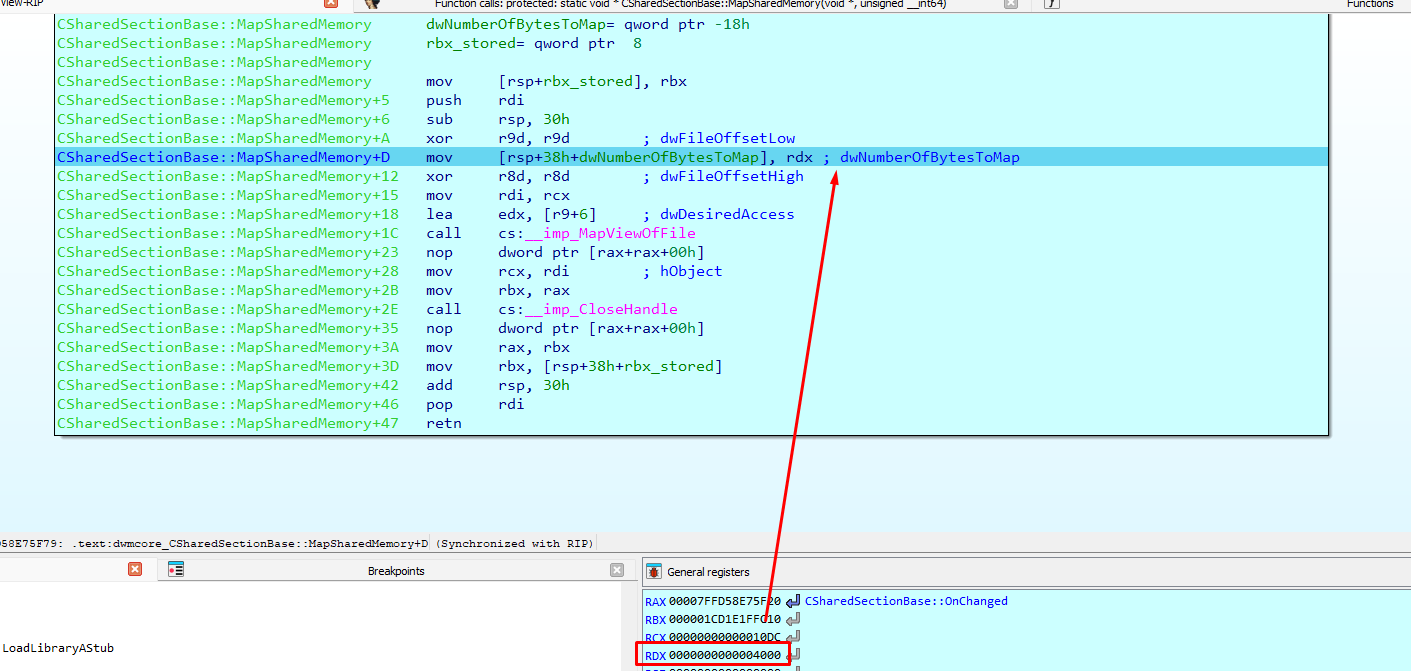 View-RIP
Function calls: protected: static void * CSharedSectionBase::MapSharedMemory(void *, unsigned __int64)
Functions
CSharedSectionBase::MapSharedMemory dwNumberOfBytesToMap= qword ptr -18h
CSharedSectionBase::MapSharedMemory rbx_stored= qword ptr  8
CSharedSectionBase::MapSharedMemory
CSharedSectionBase::MapSharedMemory mov [rsp+rbx_stored], rbx
CSharedSectionBase::MapSharedMemory+5 push rdi
CSharedSectionBase::MapSharedMemory+6 sub rsp, 30h
CSharedSectionBase::MapSharedMemory+A xor r9d, r9d ; dwFileOffsetLow
CSharedSectionBase::MapSharedMemory+D mov [rsp+38h+dwNumberOfBytesToMap], rdx ; dwNumberOfBytesToMap
CSharedSectionBase::MapSharedMemory+12 xor r8d, r8d ; dwFileOffsetHigh
CSharedSectionBase::MapSharedMemory+15 mov rdi, rcx
CSharedSectionBase::MapSharedMemory+18 lea edx, [r9+6] ; dwDesiredAccess
CSharedSectionBase::MapSharedMemory+1C call cs:__imp_MapViewOfFile
CSharedSectionBase::MapSharedMemory+23 nop dword ptr [rax+rax+00h]
CSharedSectionBase::MapSharedMemory+28 mov rcx, rdi ; hObject
CSharedSectionBase::MapSharedMemory+2B mov rbx, rax
CSharedSectionBase::MapSharedMemory+2E call cs:__imp_CloseHandle
CSharedSectionBase::MapSharedMemory+35 nop dword ptr [rax+rax+00h]
CSharedSectionBase::MapSharedMemory+3A mov rax, rbx
CSharedSectionBase::MapSharedMemory+3D mov rbx, [rsp+38h+rbx_stored]
CSharedSectionBase::MapSharedMemory+42 add rsp, 30h
CSharedSectionBase::MapSharedMemory+46 pop rdi
CSharedSectionBase::MapSharedMemory+47 retn
58E75F79: .text:dwmcore_CSharedSectionBase::MapSharedMemory+D (Synchronized with RIP)
Breakpoints
General registers
RAX 00007FFD58E75F20 CSharedSectionBase::OnChanged
RBX 000001CD1E1FFC10
RCX 00000000000010DC
RDX 0000000000004000
LoadLibraryAStub